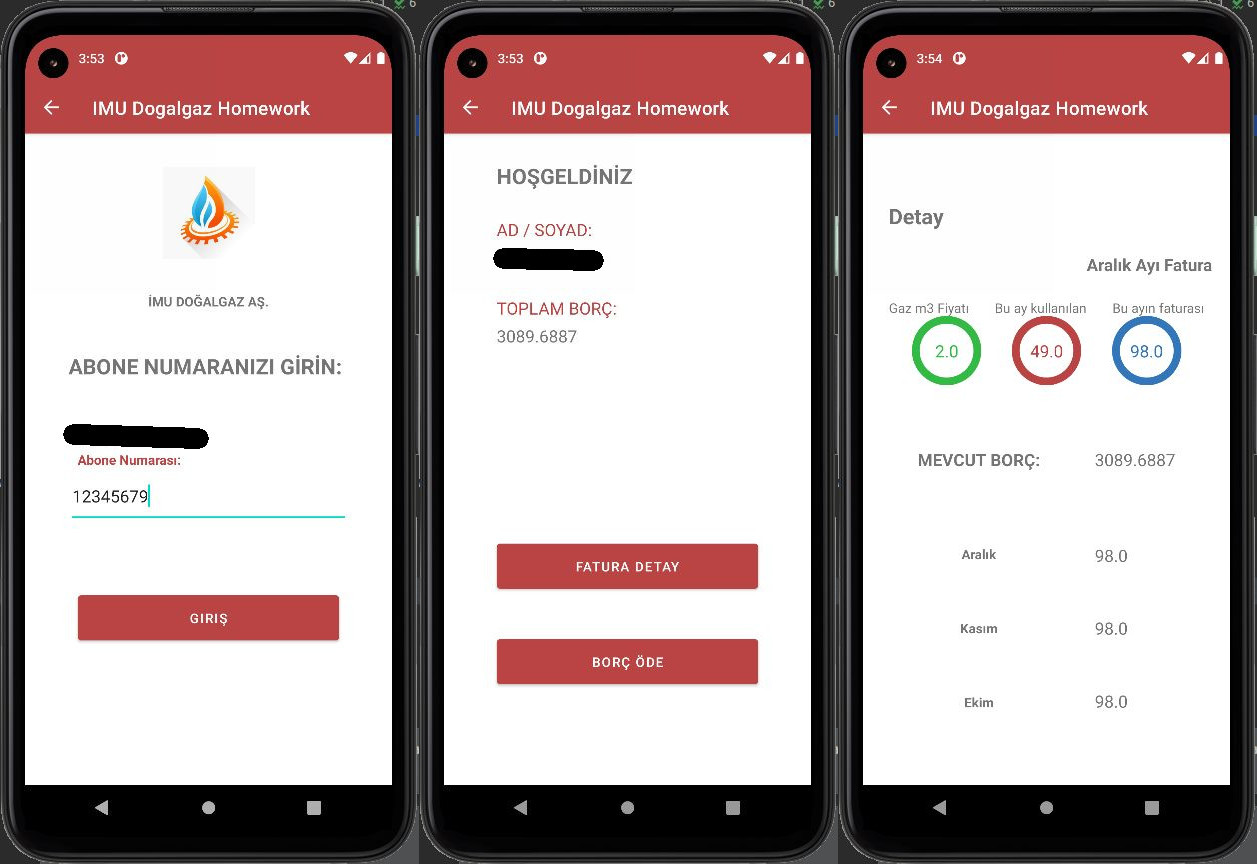 6
3:53
IMU Dogalgaz Homework
İMU DOĞALGAZ AŞ.
ABONE NUMARANIZI GİRİN:
Abone Numarası:
12345679
GIRIŞ
6
3:53
IMU Dogalgaz Homework
HOŞGELDİNİZ
AD / SOYAD:
TOPLAM BORÇ:
3089.6887
FATURA DETAY
BORÇ ÖDE
6
3:54
IMU Dogalgaz Homework
Detay
Aralık Ayı Fatura
Gaz m3 Fiyatı Bu ay kullanılan Bu ayın faturası
2.0 49.0 98.0
MEVCUT BORÇ: 3089.6887
Aralık 98.0
Kasım 98.0
Ekim 98.0